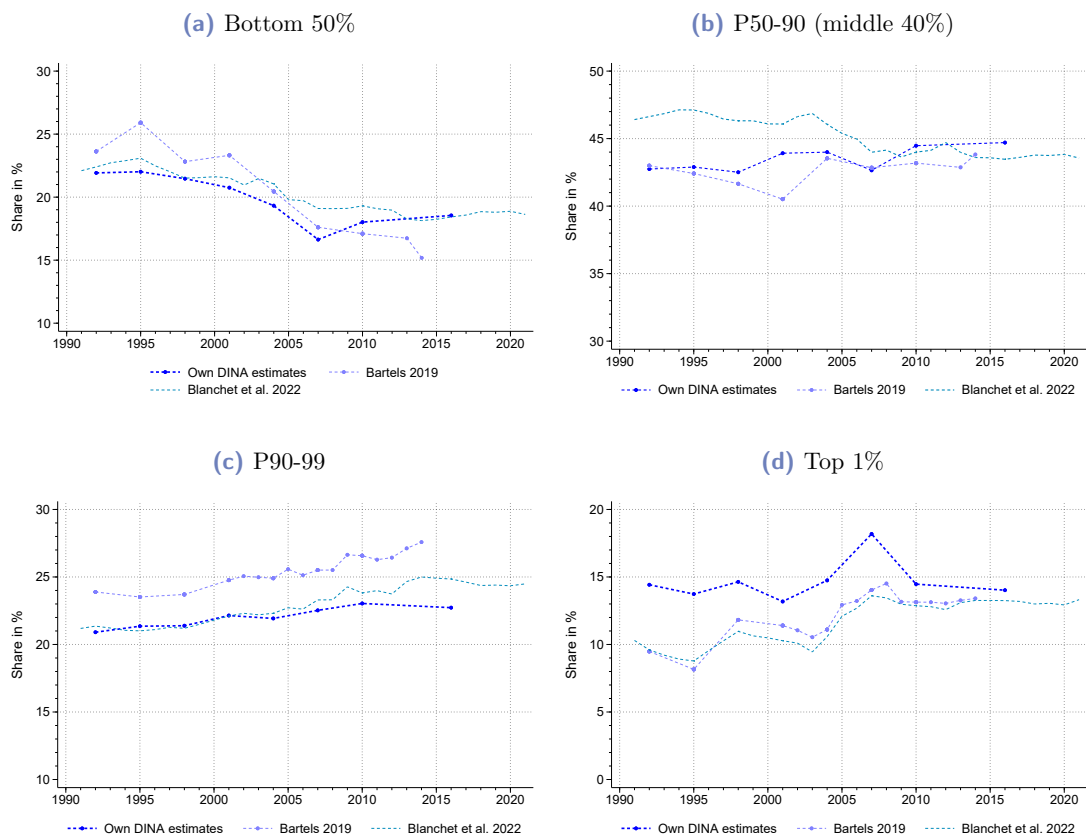 (a) Bottom 50%
Share in %
30
25
20
15
10
1990 1995 2000 2005 2010 2015 2020
Own DINA estimates Bartels 2019
Blanchet et al. 2022
(b) P50-90 (middle 40%)
Share in %
50
45
40
35
30
1990 1995 2000 2005 2010 2015 2020
Own DINA estimates Bartels 2019 Blanchet et al. 2022
(c) P90-99
Share in %
30
25
20
15
10
1990 1995 2000 2005 2010 2015 2020
Own DINA estimates Bartels 2019 Blanchet et al. 2022
(d) Top 1%
Share in %
20
15
10
5
0
1990 1995 2000 2005 2010 2015 2020
Own DINA estimates Bartels 2019 Blanchet et al. 2022